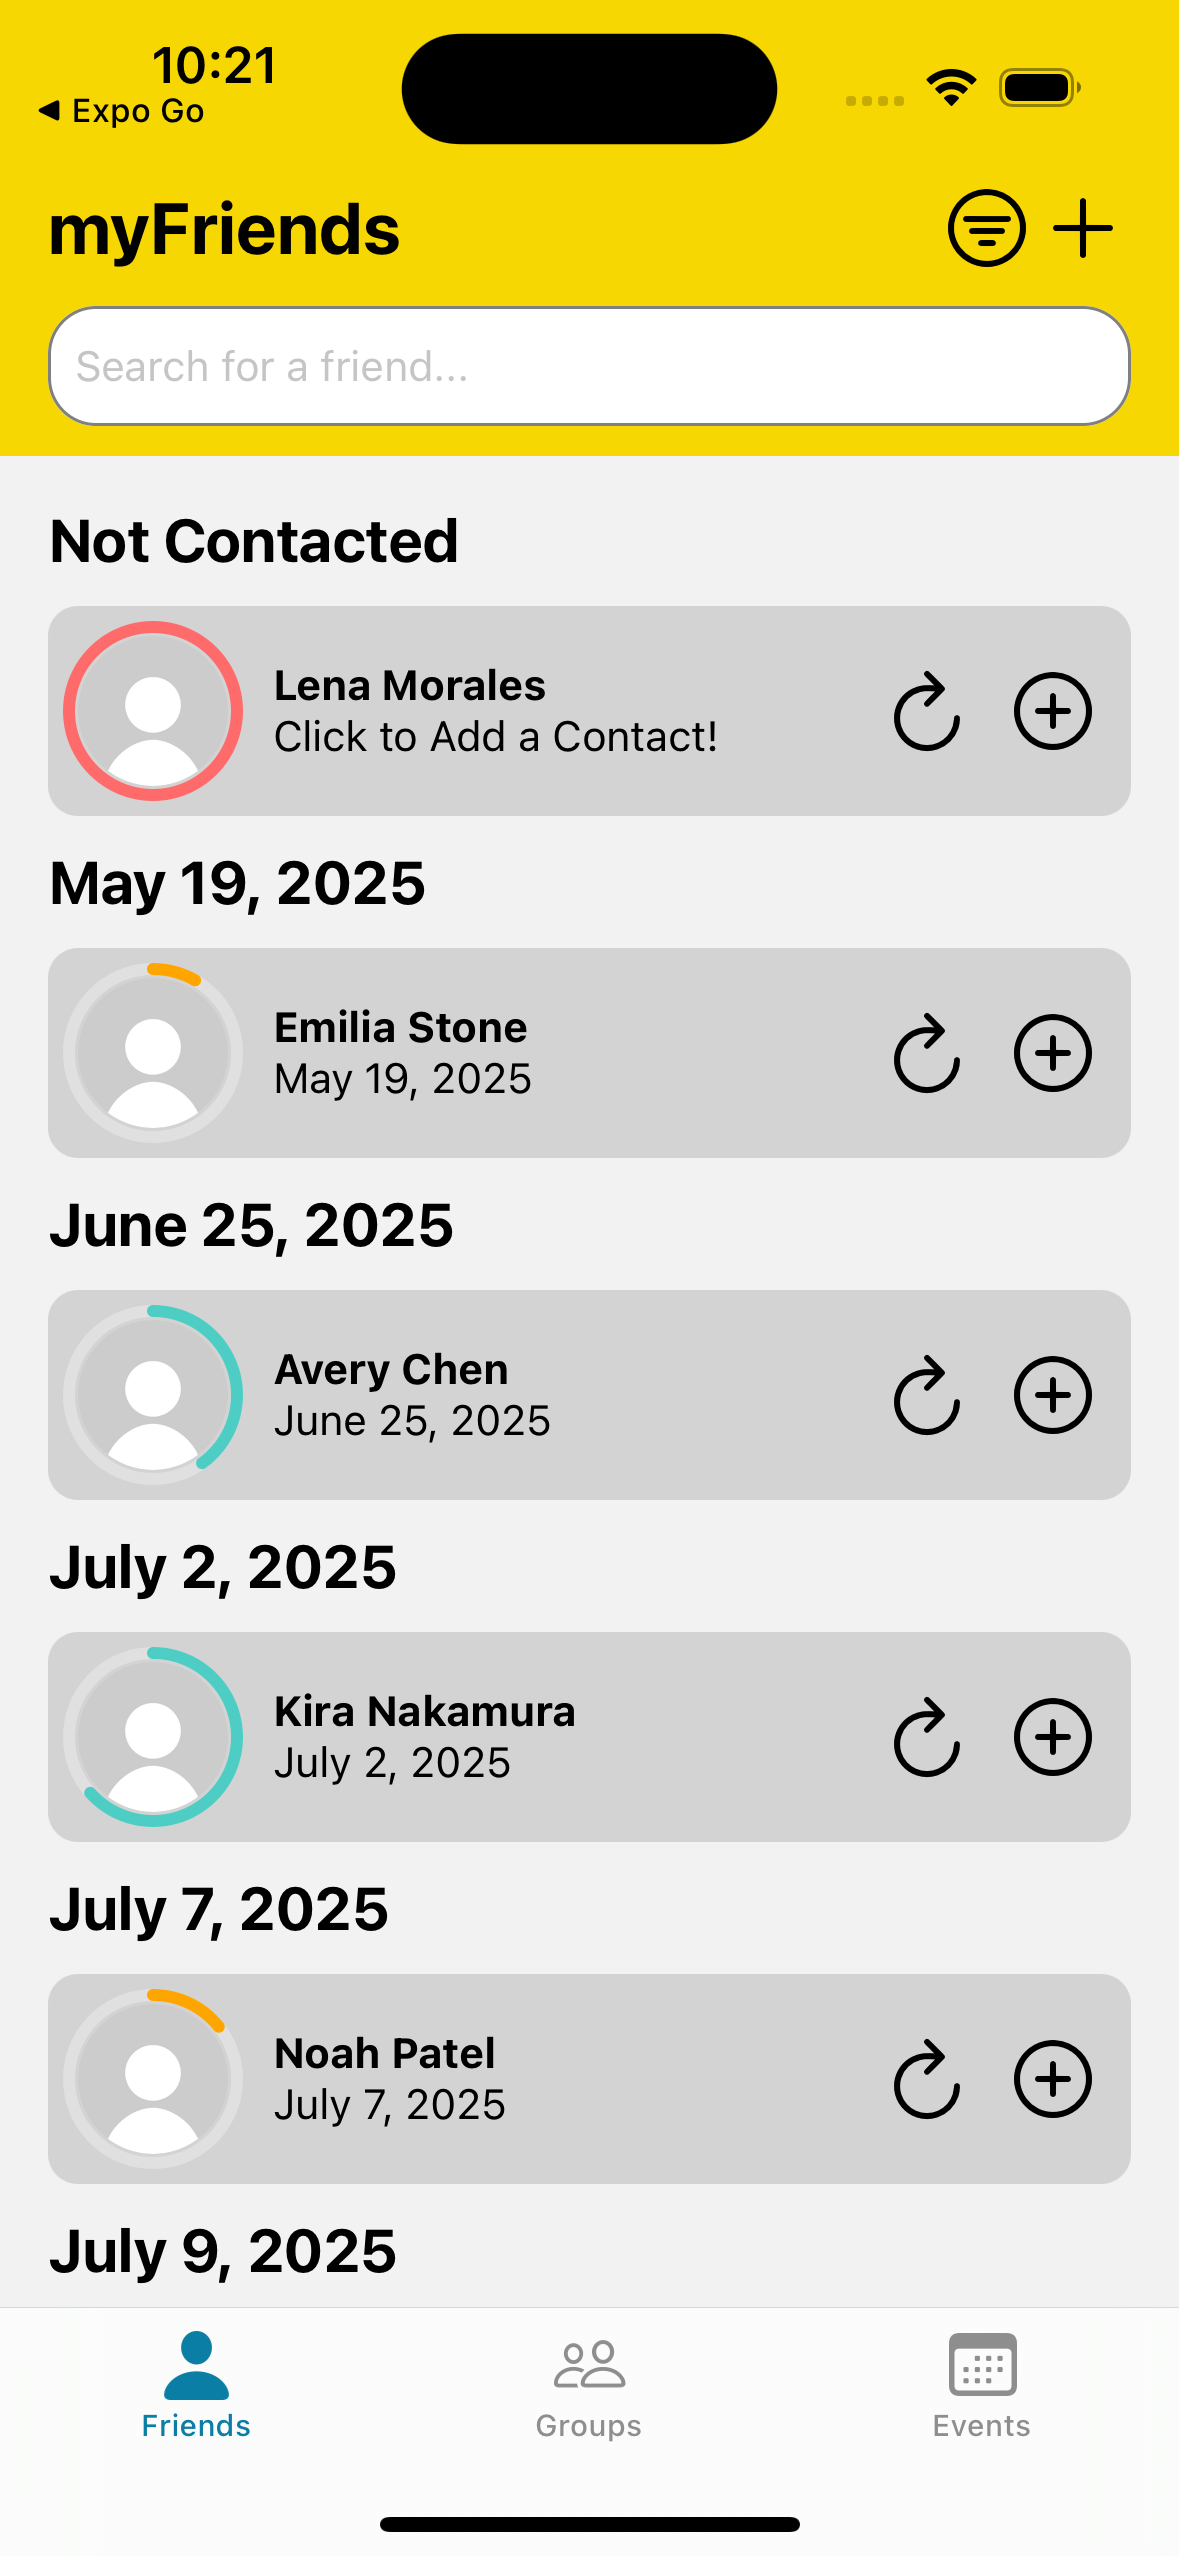 10:21
◀ Expo Go
myFriends
Search for a friend...
Not Contacted
Lena Morales
Click to Add a Contact!
May 19, 2025
Emilia Stone
May 19, 2025
June 25, 2025
Avery Chen
June 25, 2025
July 2, 2025
Kira Nakamura
July 2, 2025
July 7, 2025
Noah Patel
July 7, 2025
July 9, 2025
Friends
Groups
Events